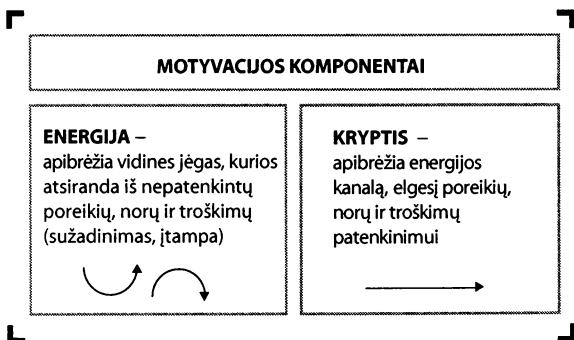 MOTYVACIJOS KOMPONENTAI
ENERGIJA –
apibrėžia vidines jėgas, kurios
atsiranda iš nepatenkintų
poreikių, norų ir troškimų
(sužadinimas, įtampa)
KRYPTIS –
apibrėžia energijos
kanalą, elgesį poreikių,
norų ir troškimų
patenkinimui